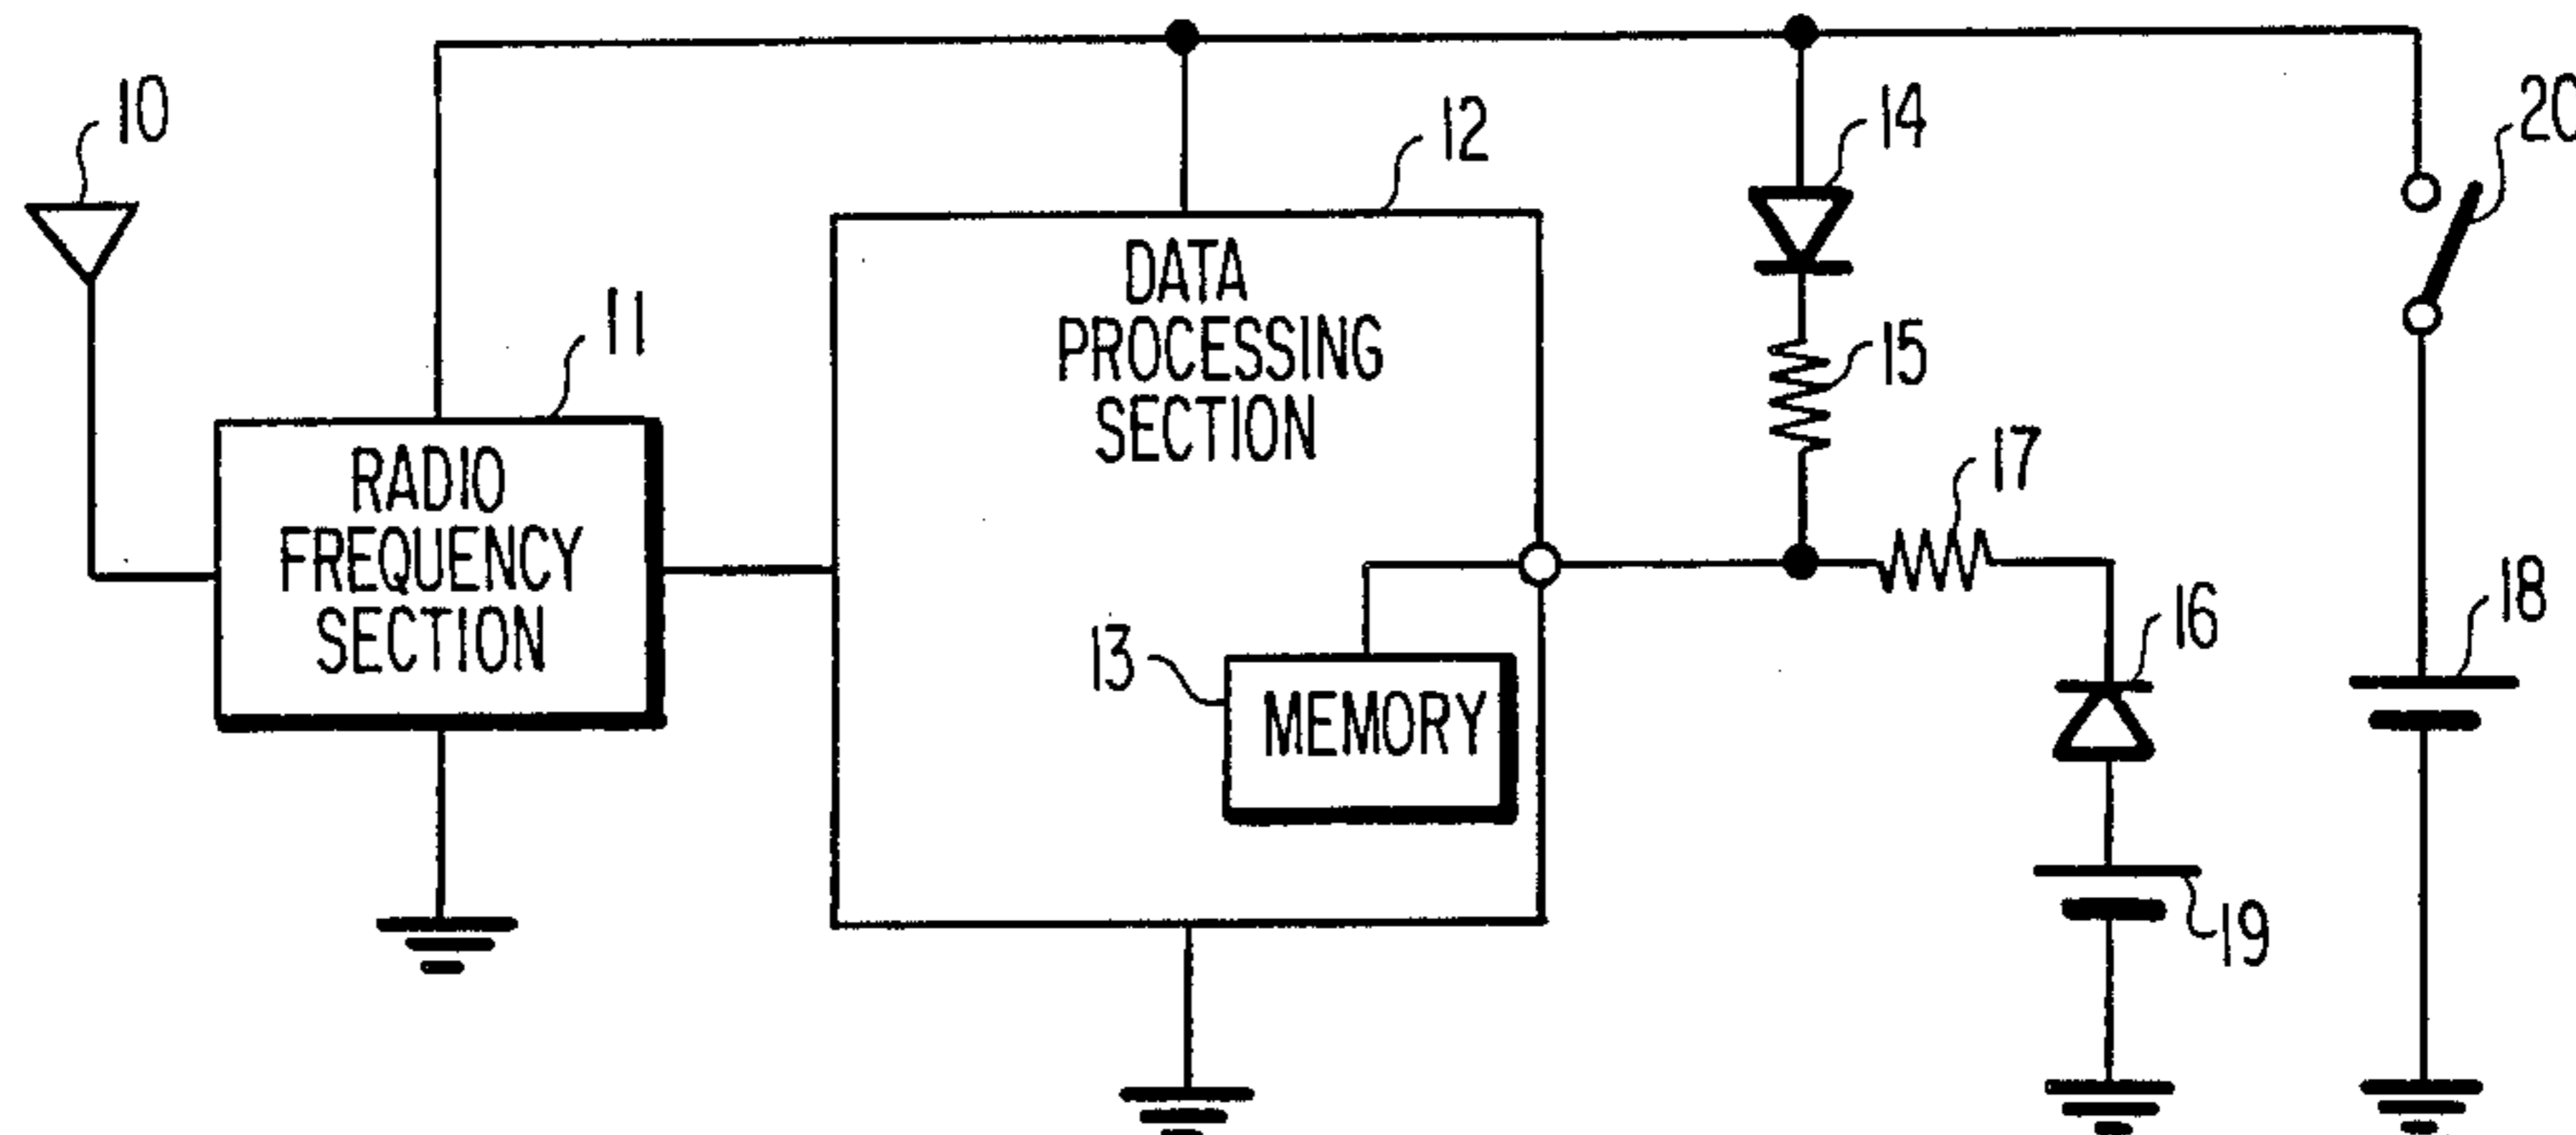 10
11
12
14
20
DATA
PROCESSING
SECTION
15
RADIO
FREQUENCY
SECTION
17
13
MEMORY
16
18
19